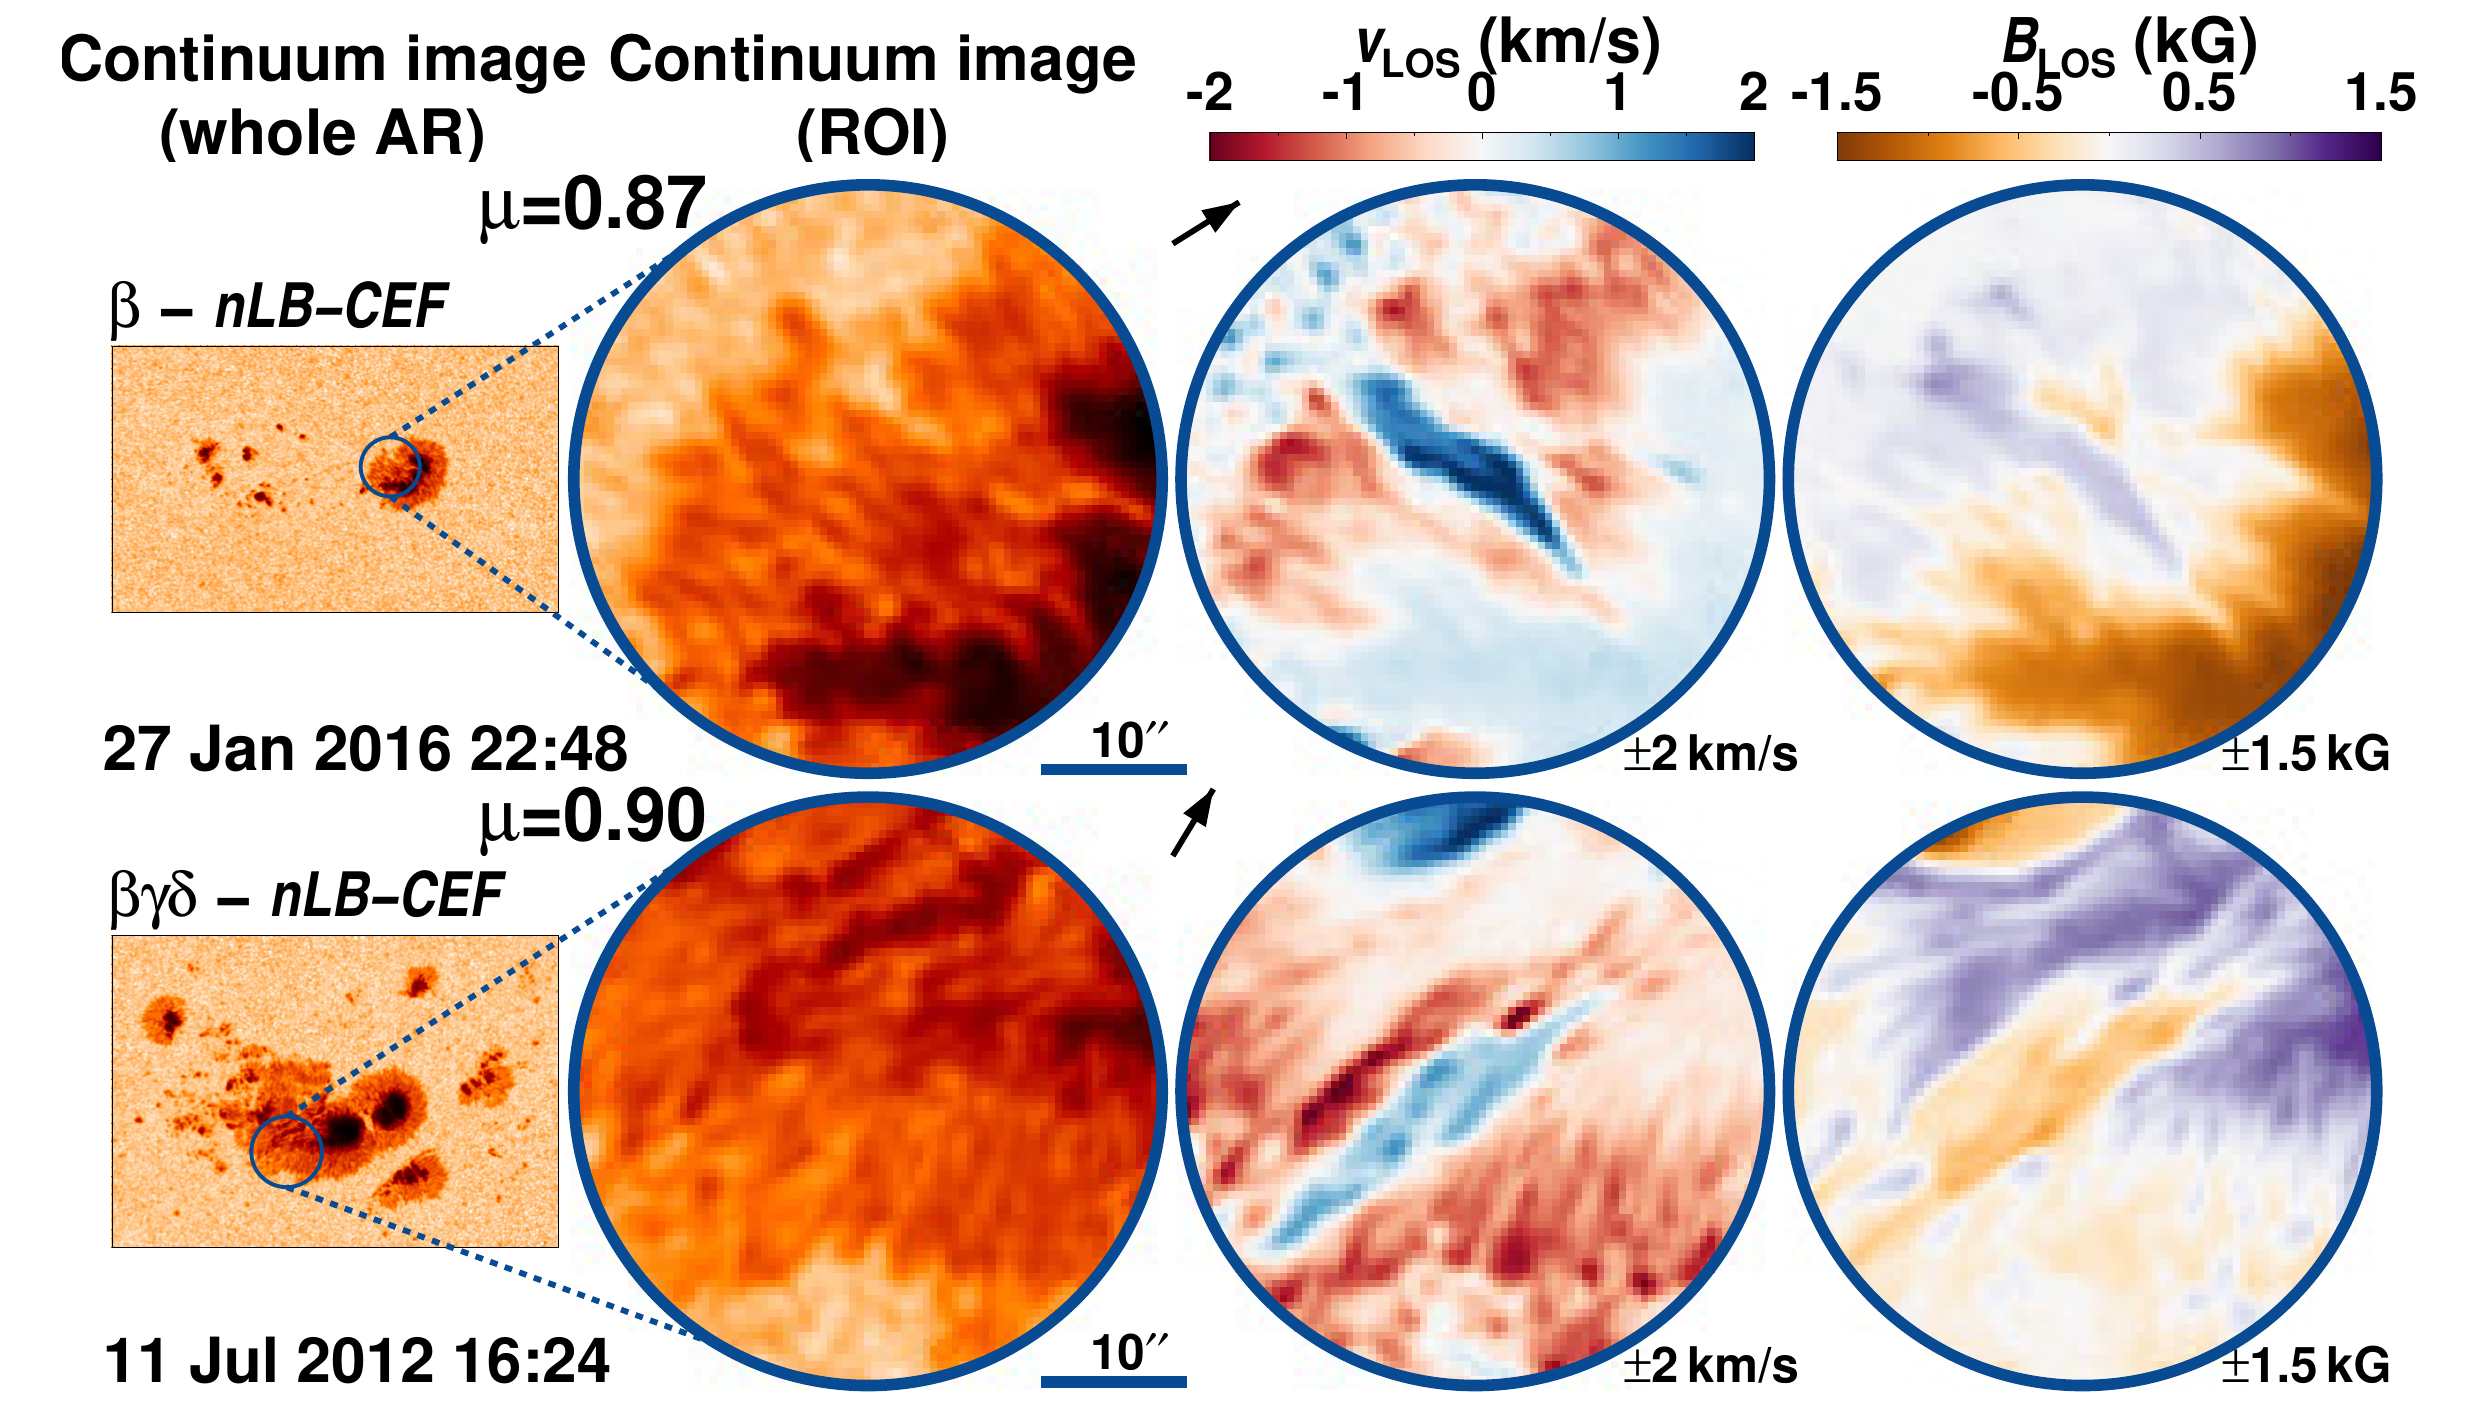 Continuum image
(whole AR)
Continuum image
(ROI)
vLOS (km/s)
-2 -1 0 1 2
BLOS (kG)
-1.5 -0.5 0.5 1.5
μ=0.87
β – nLB–CEF
27 Jan 2016 22:48
10″
±2 km/s
±1.5 kG
μ=0.90
βγδ – nLB–CEF
11 Jul 2012 16:24
10″
±2 km/s
±1.5 kG